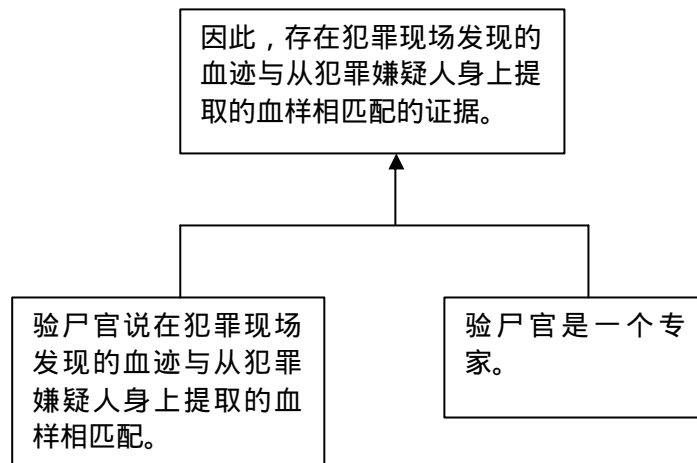 因此，存在犯罪现场发现的
血迹与从犯罪嫌疑人身上提
取的血样相匹配的证据。
验尸官说在犯罪现场
发现的血迹与从犯罪
嫌疑人身上提取的血
样相匹配。
验尸官是一个专
家。